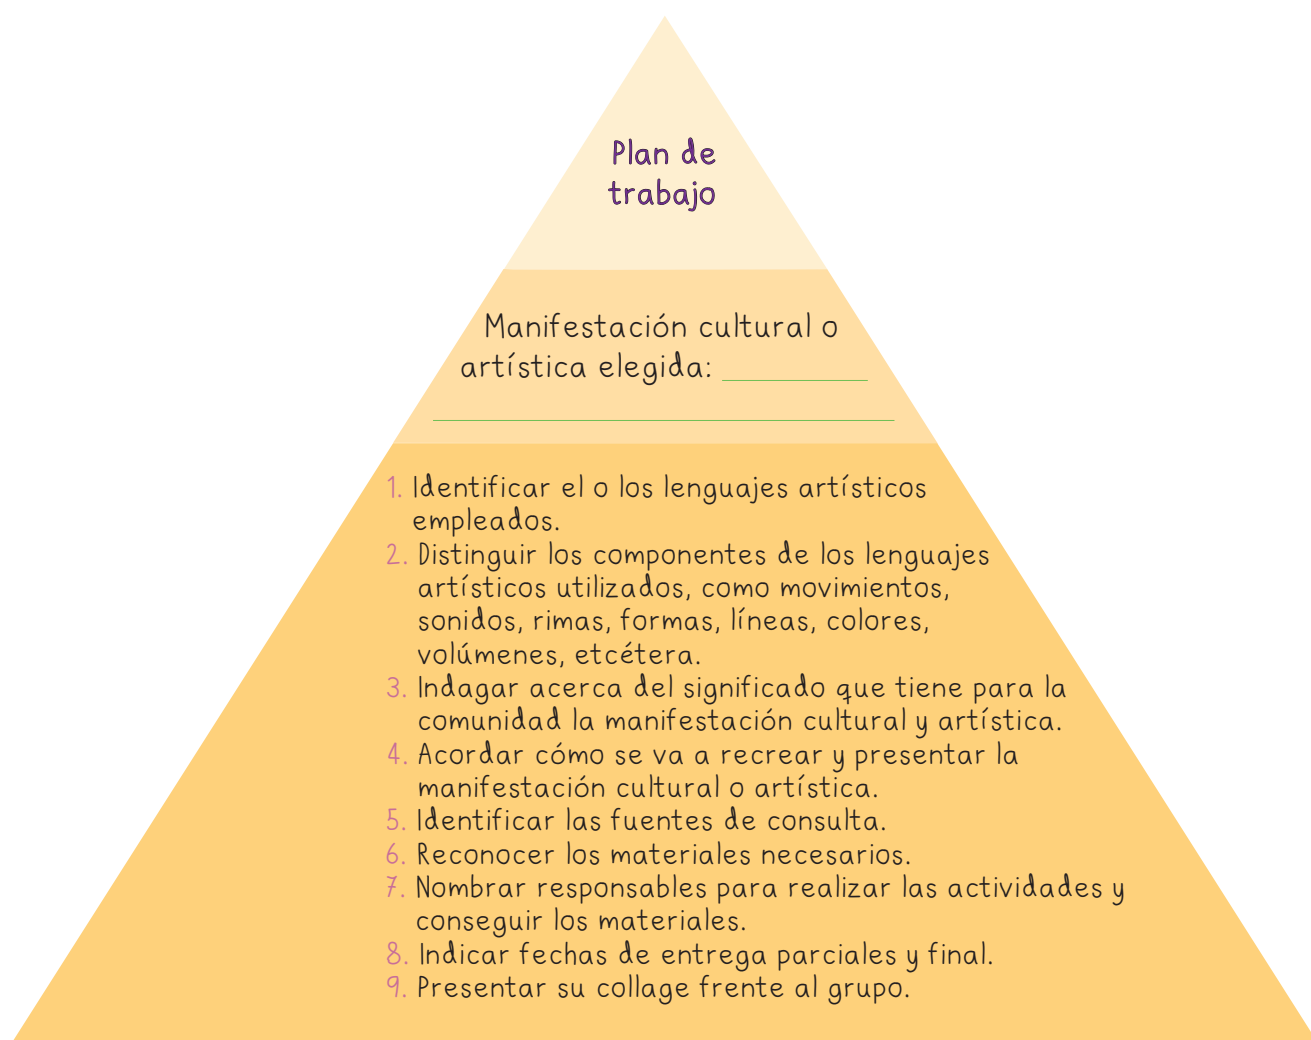 Plan de
trabajo
Manifestación cultural o
artística elegida:
1. Identificar el o los lenguajes artísticos
empleados.
2. Distinguir los componentes de los lenguajes
artísticos utilizados, como movimientos,
sonidos, rimas, formas, líneas, colores,
volúmenes, etcétera.
3. Indagar acerca del significado que tiene para la
comunidad la manifestación cultural y artística.
4. Acordar cómo se va a recrear y presentar la
manifestación cultural o artística.
5. Identificar las fuentes de consulta.
6. Reconocer los materiales necesarios.
7. Nombrar responsables para realizar las actividades y
conseguir los materiales.
8. Indicar fechas de entrega parciales y final.
9. Presentar su collage frente al grupo.